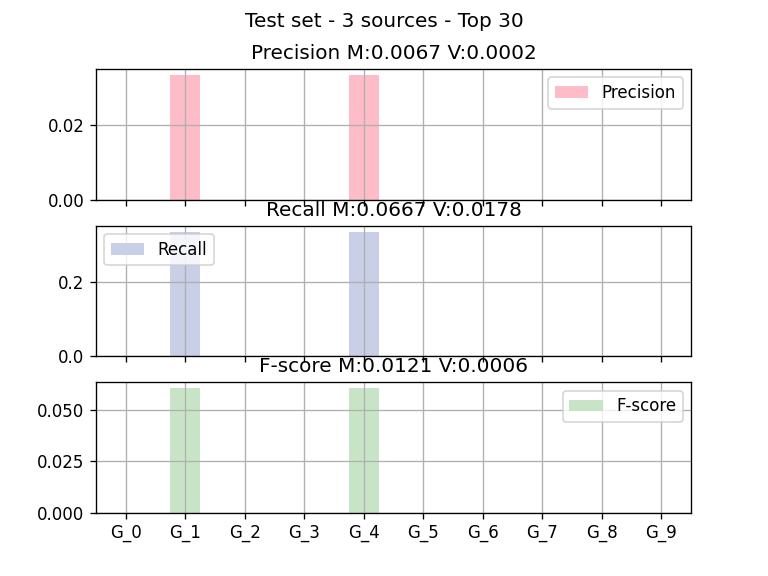 Test set - 3 sources - Top 30
Precision M:0.0067 V:0.0002
Precision
0.02
0.00
Recall M:0.0667 V:0.0178
Recall
0.2
0.0
F-score M:0.0121 V:0.0006
F-score
0.050
0.025
0.000
G_0 G_1 G_2 G_3 G_4 G_5 G_6 G_7 G_8 G_9